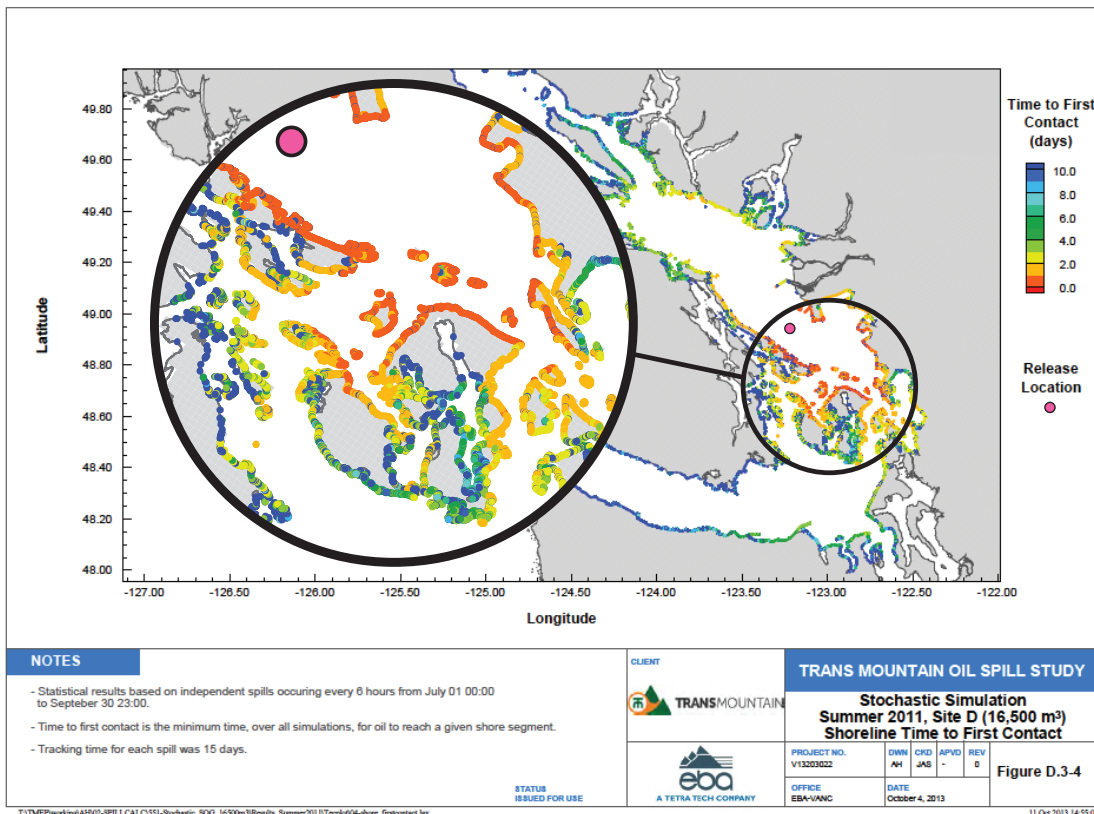 49.80
49.60
49.40
49.20
49.00
48.80
48.60
48.40
48.20
48.00
Latitude
-127.00
-126.50
-126.00
-125.50
-125.00
-124.50
-124.00
-123.50
-123.00
-122.50
-122.00
Longitude
Time to First
Contact
(days)
10.0
8.0
6.0
4.0
2.0
0.0
Release
Location
NOTES
- Statistical results based on independent spills occuring every 6 hours from July 01 00:00
to Septeber 30 23:00.
- Time to first contact is the minimum time, over all simulations, for oil to reach a given shore segment.
- Tracking time for each spill was 15 days.
STATUS
ISSUED FOR USE
CLIENT
TRANSMOUNTAIN
eba
A TETRA TECH COMPANY
TRANS MOUNTAIN OIL SPILL STUDY
Stochastic Simulation
Summer 2011, Site D (16,500 m³)
Shoreline Time to First Contact
PROJECT NO.
V13203022
DWN
AH
CKD
JAS
APVD
-
REV
0
OFFICE
EBA-VANC
DATE
October 4, 2013
Figure D.3-4